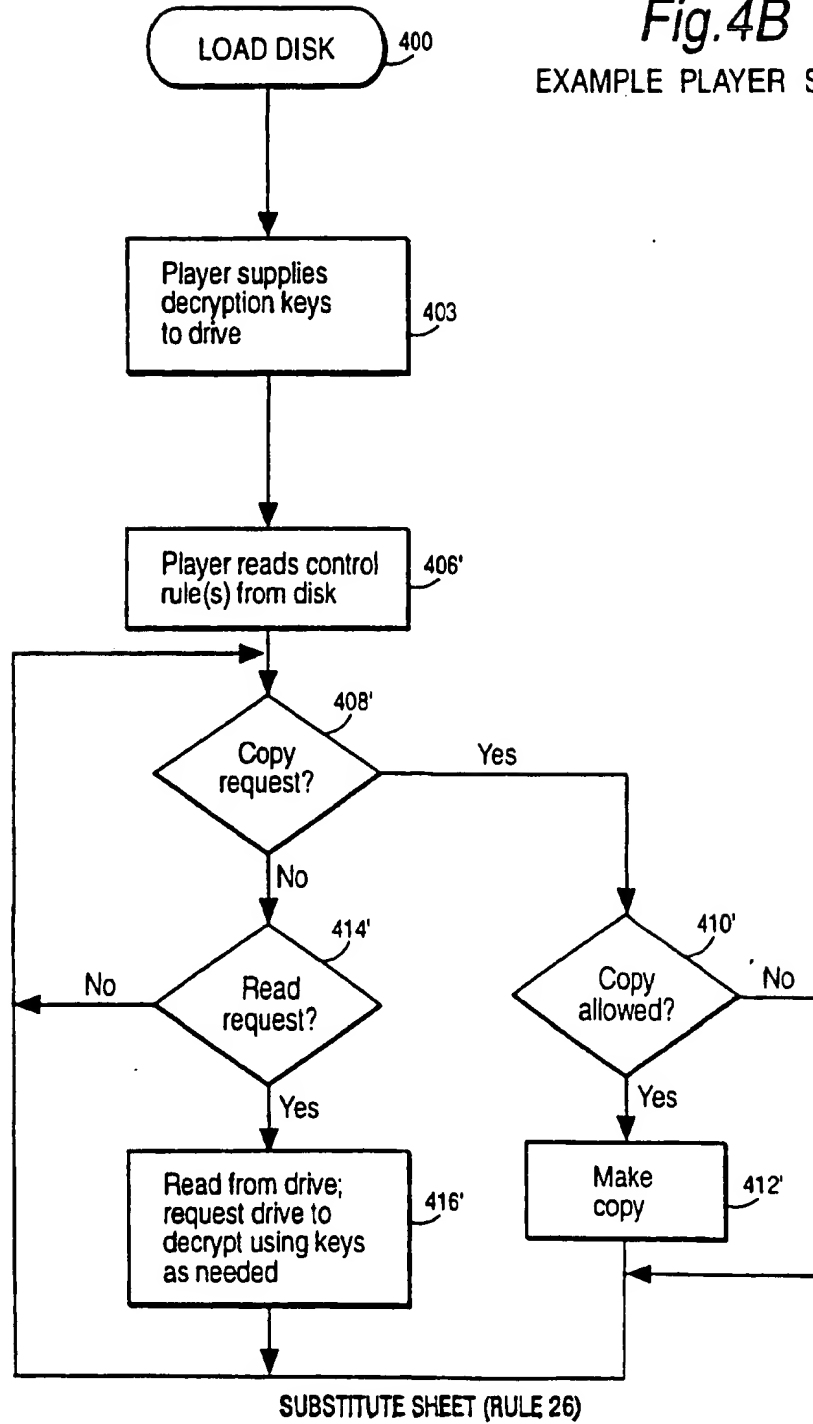 Fig.4B
EXAMPLE PLAYER S
LOAD DISK
400
Player supplies
decryption keys
to drive
403
Player reads control
rule(s) from disk
406'
408'
Copy
request?
Yes
No
414'
Read
request?
No
Yes
410'
Copy
allowed?
No
Yes
Read from drive;
request drive to
decrypt using keys
as needed
416'
Make
copy
412'
SUBSTITUTE SHEET (RULE 26)